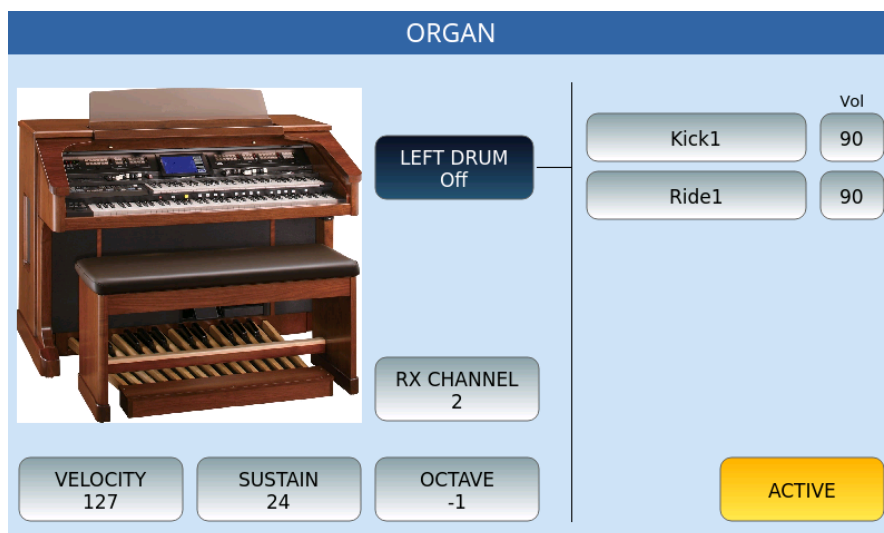 ORGAN
LEFT DRUM
Off
RX CHANNEL
2
VELOCITY
127
SUSTAIN
24
OCTAVE
-1
Vol
Kick1
90
Ride1
90
ACTIVE